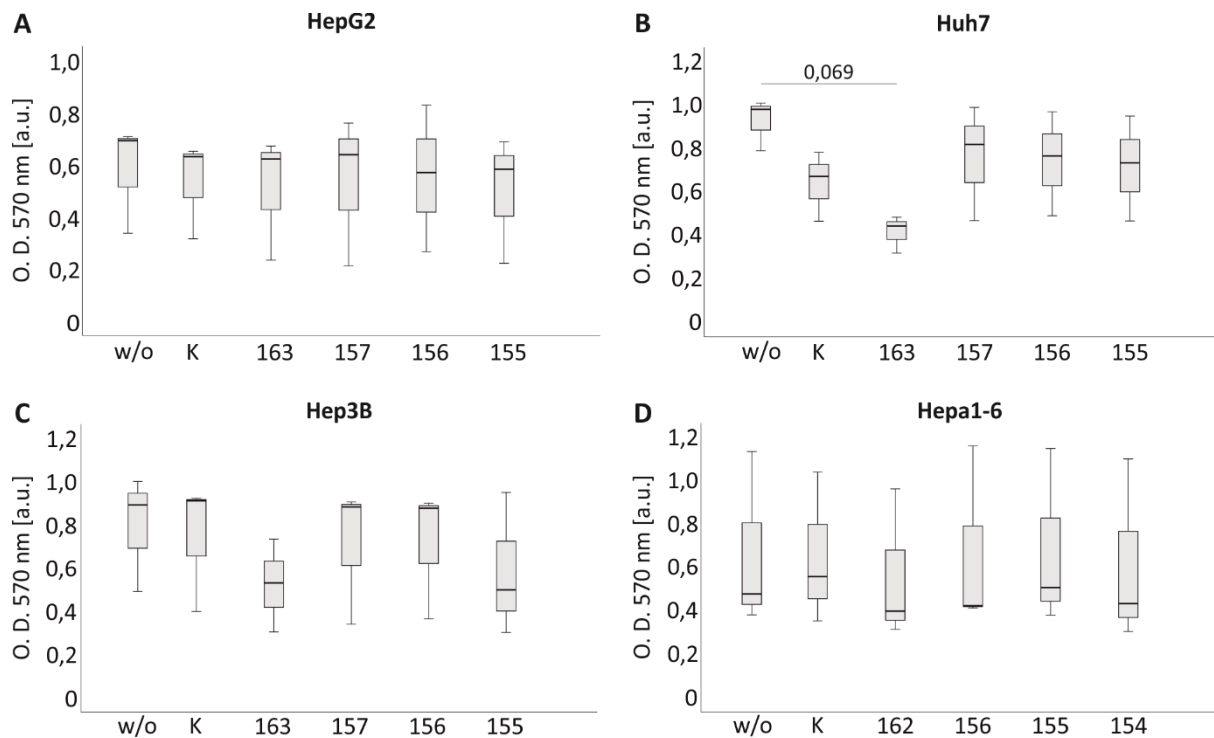 A
HepG2
O. D. 570 nm [a.u.]
1,0
0,8
0,6
0,4
0,2
0
w/o K 163 157 156 155
B
Huh7
O. D. 570 nm [a.u.]
1,2
1,0
0,8
0,6
0,4
0,2
0
0,069
w/o K 163 157 156 155
C
Hep3B
O. D. 570 nm [a.u.]
1,2
1,0
0,8
0,6
0,4
0,2
0
w/o K 163 157 156 155
D
Hepa1-6
O. D. 570 nm [a.u.]
1,2
1,0
0,8
0,6
0,4
0,2
0
w/o K 162 156 155 154